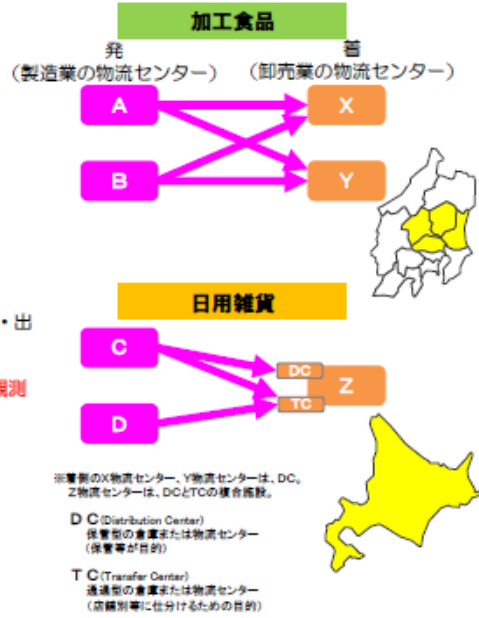 加工食品
発
着
（製造業の物流センター）
（卸売業の物流センター）
A
X
B
Y
日用雑貨
・出
C
DC
Z
観測
TC
D
※着側のX物流センター、Y物流センターは、DC。
Z物流センターは、DCとTCの複合施設。
DC(Distribution Center)
保管型の倉庫または物流センター
(保管等が目的)
TC(Transfer Center)
通過型の倉庫または物流センター
(店舗別等に仕分けるための目的)